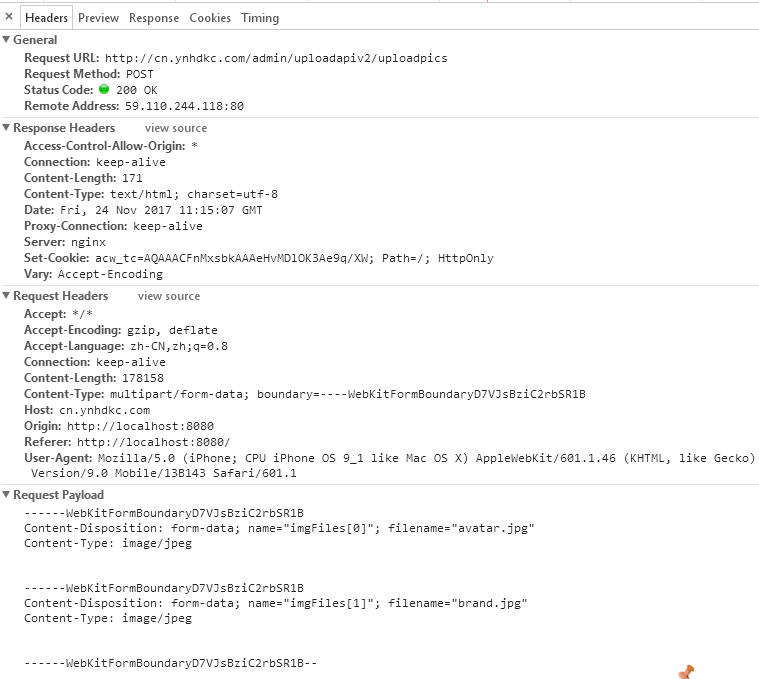 × Headers Preview Response Cookies Timing
▼ General
Request URL: http://cn.ynhdkc.com/admin/uploadapiv2/uploadpics
Request Method: POST
Status Code: 200 OK
Remote Address: 59.110.244.118:80
▼ Response Headers view source
Access-Control-Allow-Origin: *
Connection: keep-alive
Content-Length: 171
Content-Type: text/html; charset=utf-8
Date: Fri, 24 Nov 2017 11:15:07 GMT
Proxy-Connection: keep-alive
Server: nginx
Set-Cookie: acw_tc=AQAAACFnMxsbkAAAeHvMDlOK3Ae9q/XW; Path=/; HttpOnly
Vary: Accept-Encoding
▼ Request Headers view source
Accept: */*
Accept-Encoding: gzip, deflate
Accept-Language: zh-CN,zh;q=0.8
Connection: keep-alive
Content-Length: 178158
Content-Type: multipart/form-data; boundary=----WebKitFormBoundaryD7VJsBziC2rbSR1B
Host: cn.ynhdkc.com
Origin: http://localhost:8080
Referer: http://localhost:8080/
User-Agent: Mozilla/5.0 (iPhone; CPU iPhone OS 9_1 like Mac OS X) AppleWebKit/601.1.46 (KHTML, like Gecko)
Version/9.0 Mobile/13B143 Safari/601.1
▼ Request Payload
------WebKitFormBoundaryD7VJsBziC2rbSR1B
Content-Disposition: form-data; name="imgFiles[0]"; filename="avatar.jpg"
Content-Type: image/jpeg
------WebKitFormBoundaryD7VJsBziC2rbSR1B
Content-Disposition: form-data; name="imgFiles[1]"; filename="brand.jpg"
Content-Type: image/jpeg
------WebKitFormBoundaryD7VJsBziC2rbSR1B--